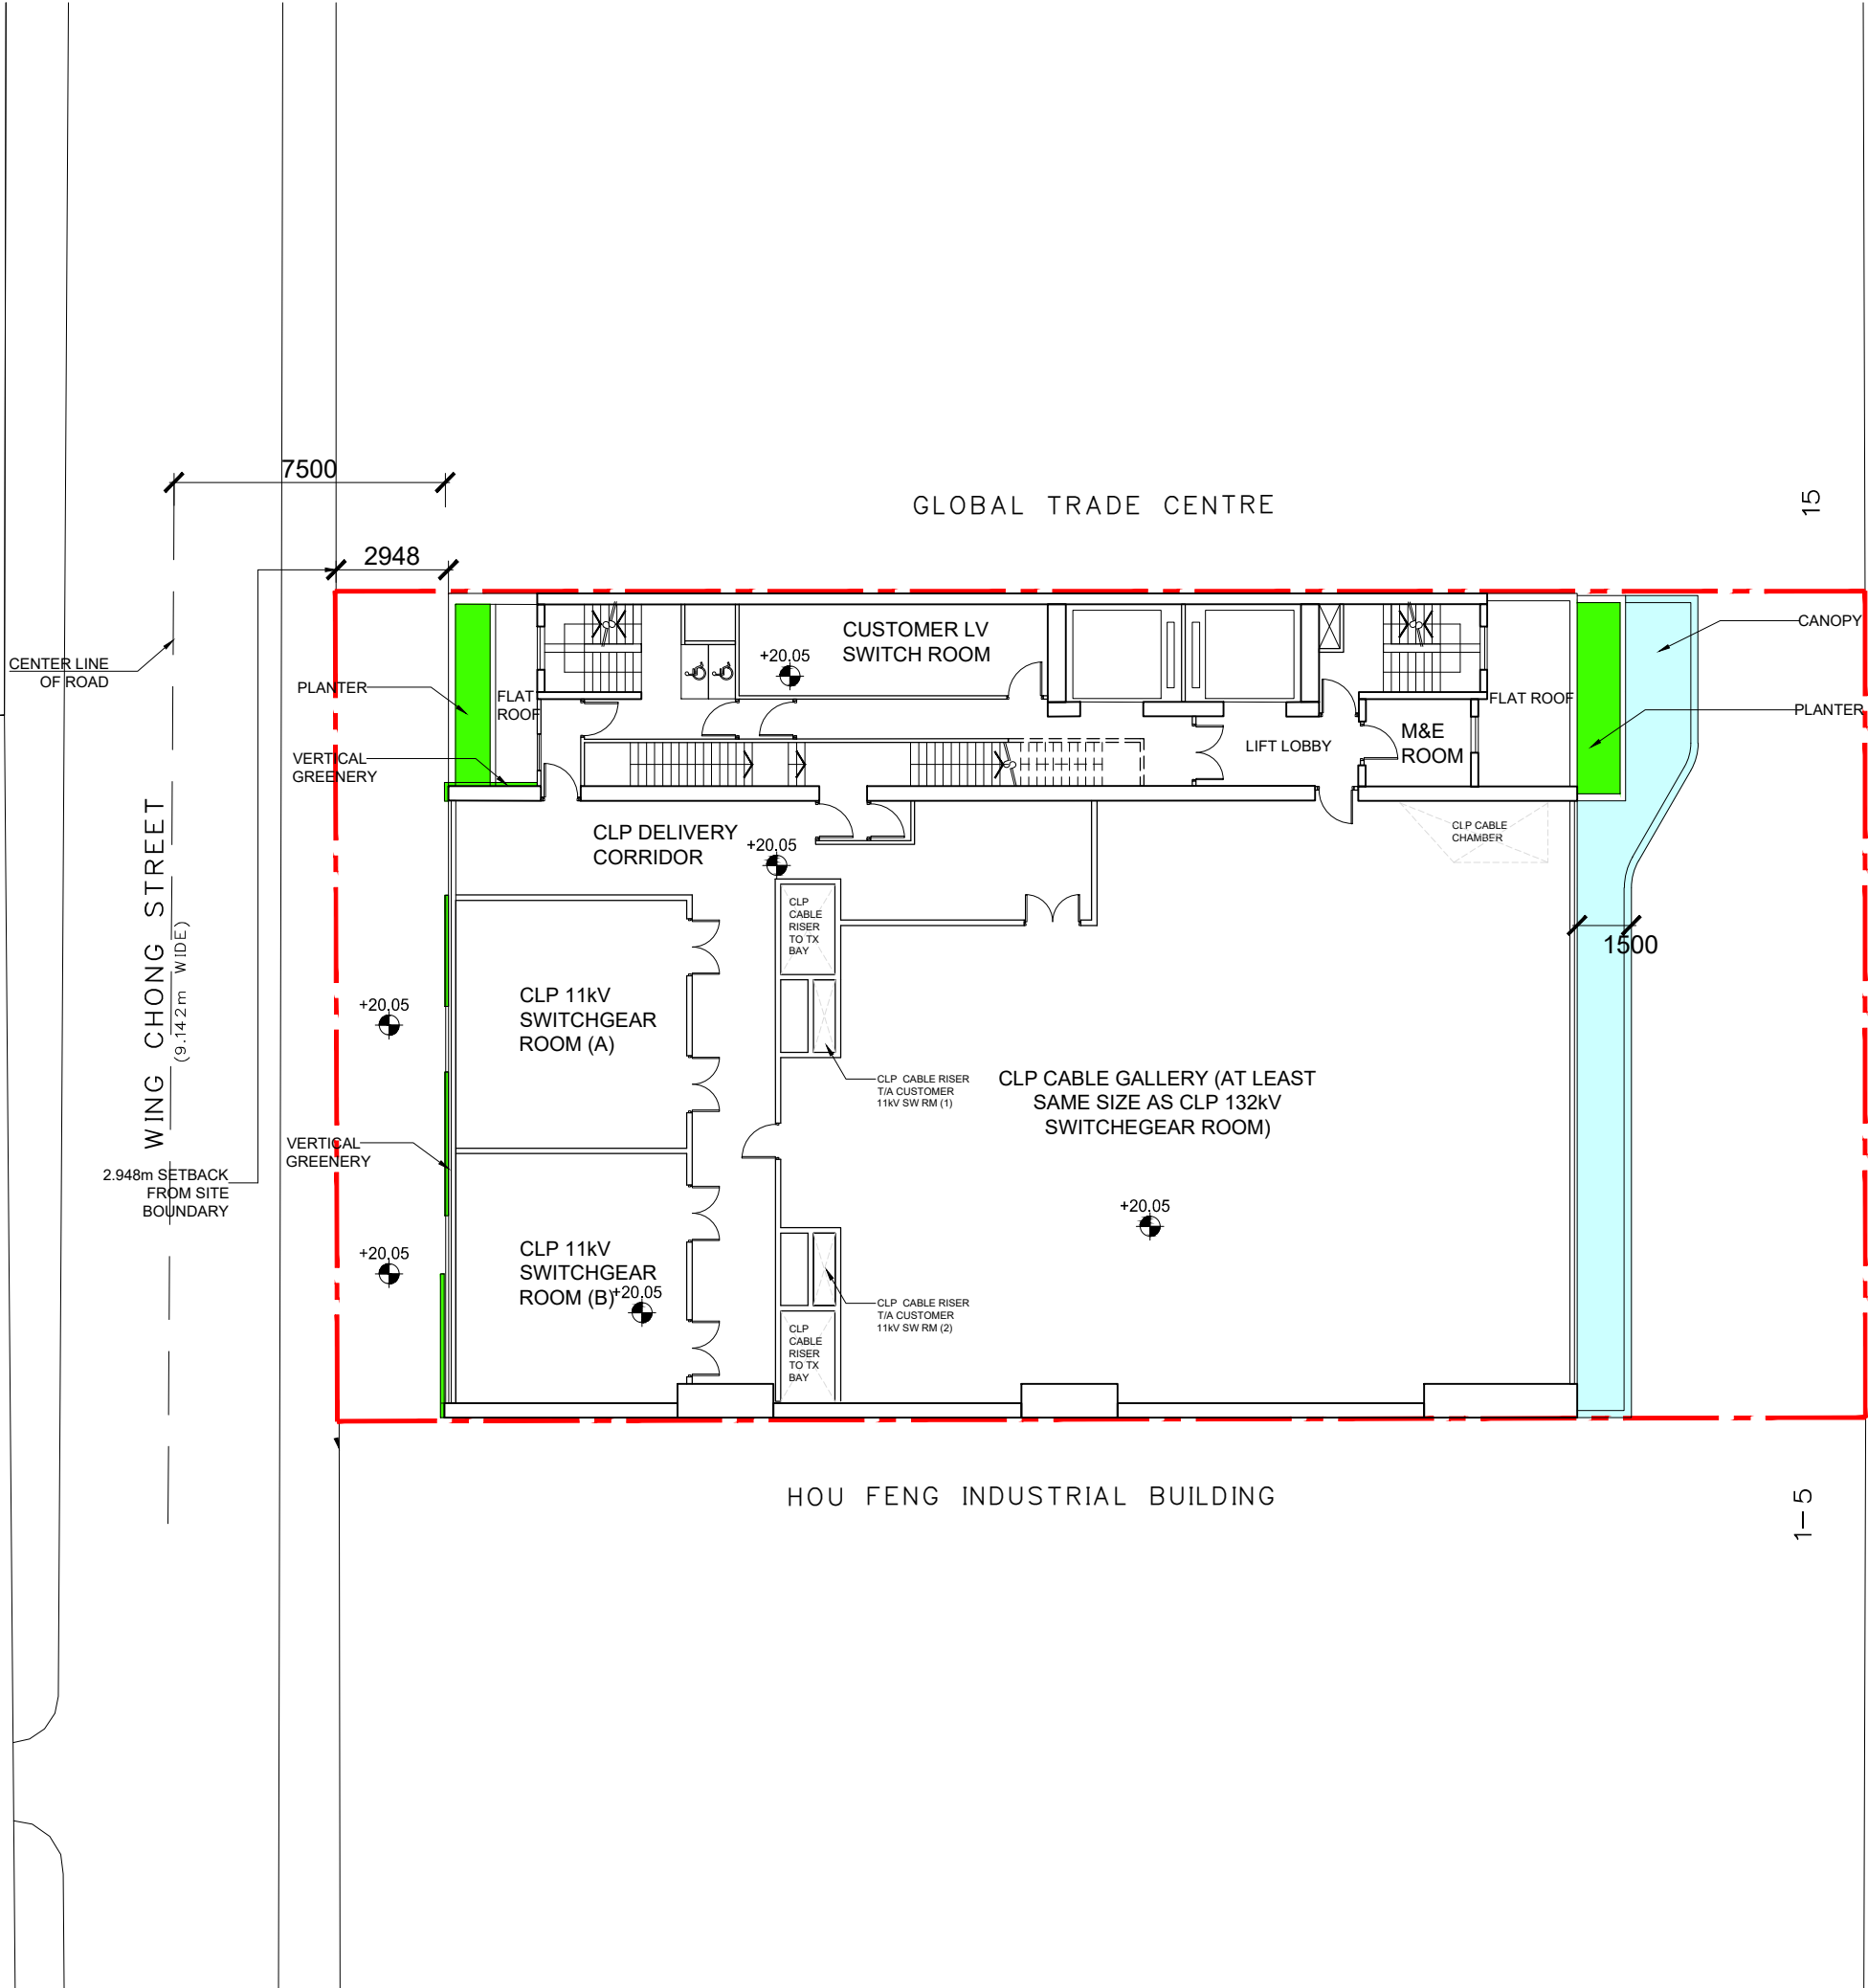 7500
GLOBAL TRADE CENTRE
15
2948
CANOPY
CUSTOMER LV
SWITCH ROOM
+20.05
CENTER LINE
OF ROAD
PLANTER
FLAT
ROOF
FLAT ROOF
PLANTER
M&E
ROOM
LIFT LOBBY
VERTICAL
GREENERY
CLP DELIVERY
CORRIDOR
+20.05
CLP CABLE
CHAMBER
WING CHONG STREET
(9.142m WIDE)
CLP
CABLE
RISER
TO TX
BAY
1500
+20.05
CLP 11kV
SWITCHGEAR
ROOM (A)
CLP CABLE RISER
T/A CUSTOMER
11kV SW RM (1)
CLP CABLE GALLERY (AT LEAST
SAME SIZE AS CLP 132kV
SWITCHEGEAR ROOM)
VERTICAL
GREENERY
2.948m SETBACK
FROM SITE
BOUNDARY
+20.05
+20.05
CLP 11kV
SWITCHGEAR
ROOM (B)
+20.05
CLP CABLE RISER
T/A CUSTOMER
11kV SW RM (2)
CLP
CABLE
RISER
TO TX
BAY
HOU FENG INDUSTRIAL BUILDING
1-5